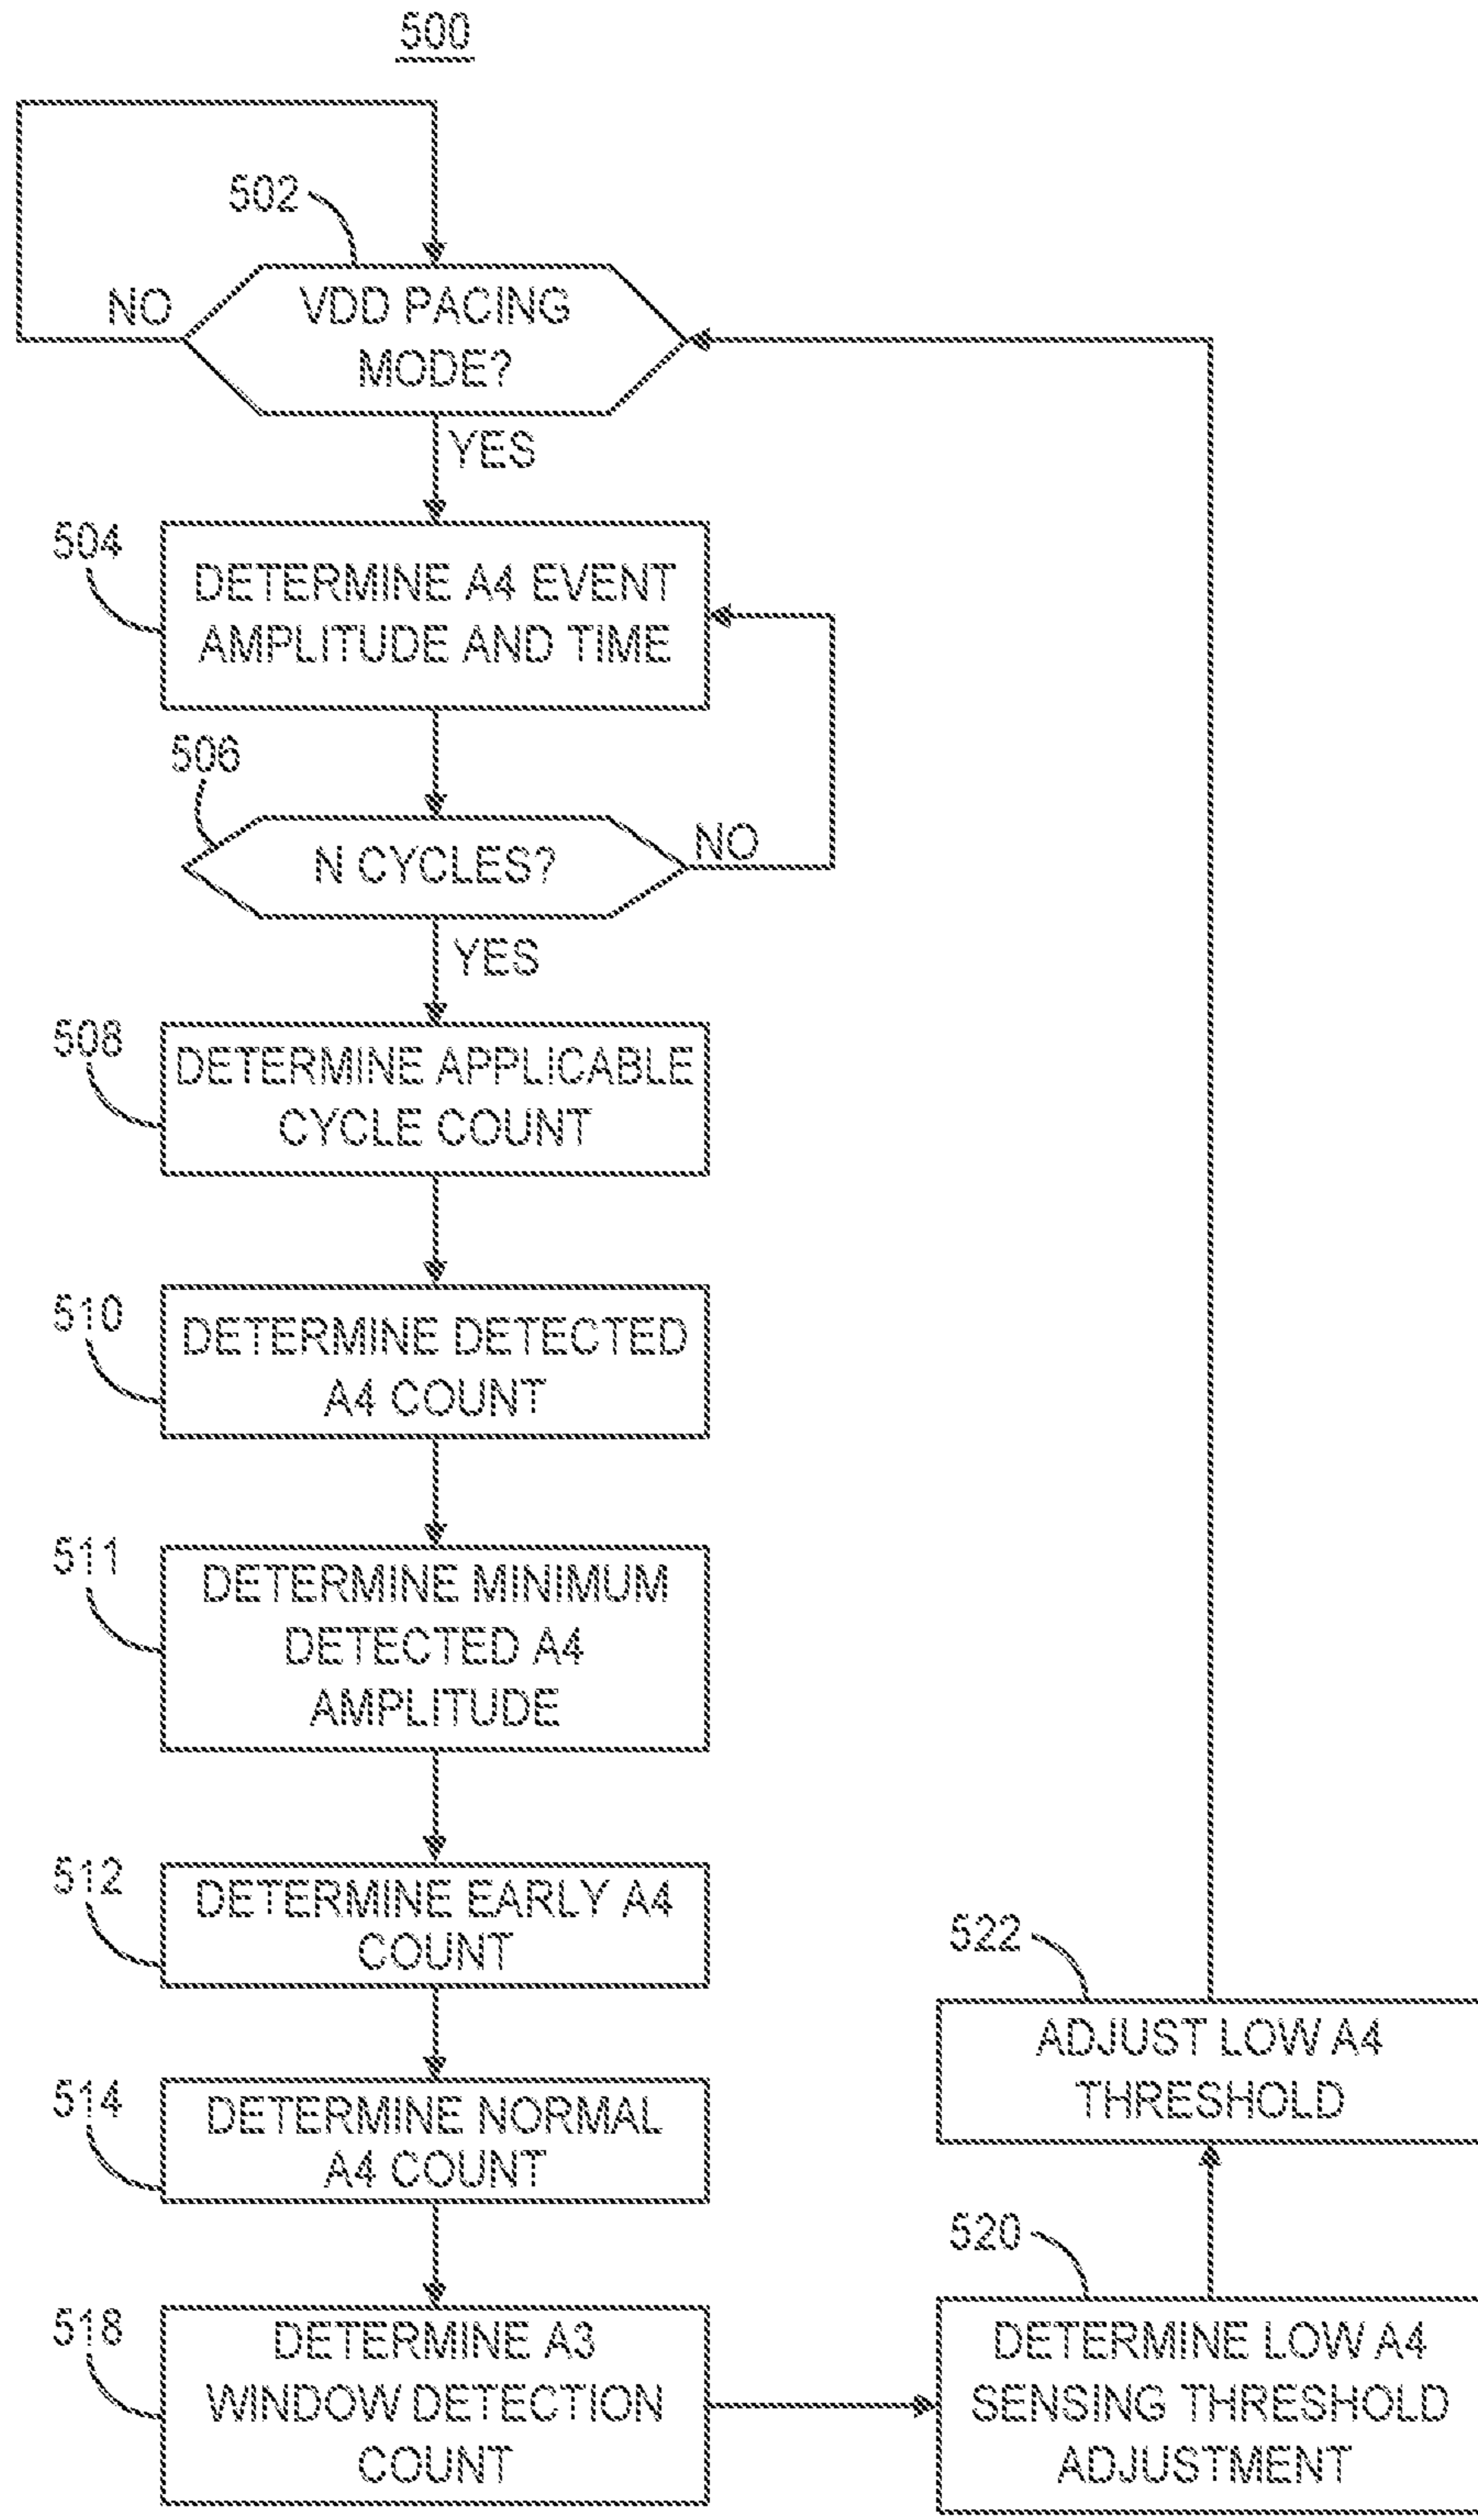 500
502
NO
VDD PACING
MODE?
YES
504
DETERMINE A4 EVENT
AMPLITUDE AND TIME
506
N CYCLES?
NO
YES
508
DETERMINE APPLICABLE
CYCLE COUNT
510
DETERMINE DETECTED
A4 COUNT
511
DETERMINE MINIMUM
DETECTED A4
AMPLITUDE
512
DETERMINE EARLY A4
COUNT
514
DETERMINE NORMAL
A4 COUNT
518
DETERMINE A3
WINDOW DETECTION
COUNT
520
DETERMINE LOW A4
SENSING THRESHOLD
ADJUSTMENT
522
ADJUST LOW A4
THRESHOLD